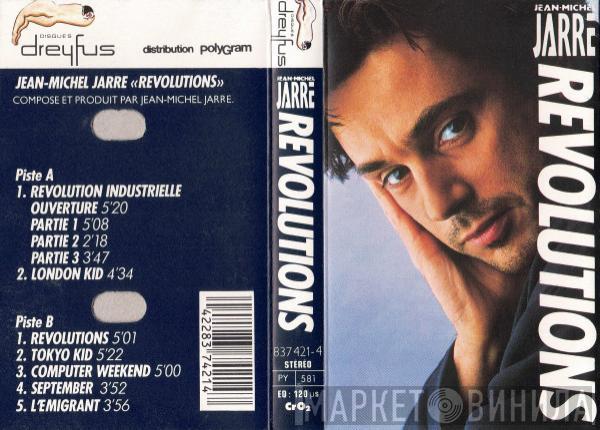 DISQUES
dreyfus
distribution polyGram
JEAN-MICHEL JARRE «REVOLUTIONS»
COMPOSE ET PRODUIT PAR JEAN-MICHEL JARRE.
Piste A
1. REVOLUTION INDUSTRIELLE
OUVERTURE 5'20
PARTIE 1 5'08
PARTIE 2 2'18
PARTIE 3 3'47
2. LONDON KID 4'34
Piste B
1. REVOLUTIONS 5'01
2. TOKYO KID 5'22
3. COMPUTER WEEKEND 5'00
4. SEPTEMBER 3'52
5. L'EMIGRANT 3'56
42283 74214
DISQUES
dreyfus
JEAN-MICHEL
JARRE
REVOLUTIONS
837 421-4
STÉRÉO
PY 581
EQ : 120 µs
CrO2
JEAN-MICHEL
JARRE
REVOLUTIONS
МАРКЕТ ВИНИЛА